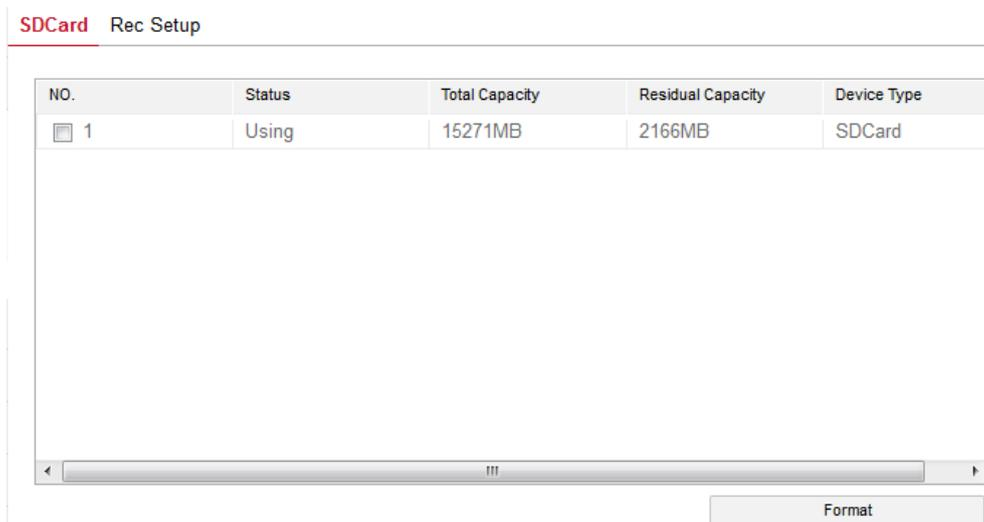 SDCard Rec Setup
NO. Status Total Capacity Residual Capacity Device Type
1 Using 15271MB 2166MB SDCard
Format